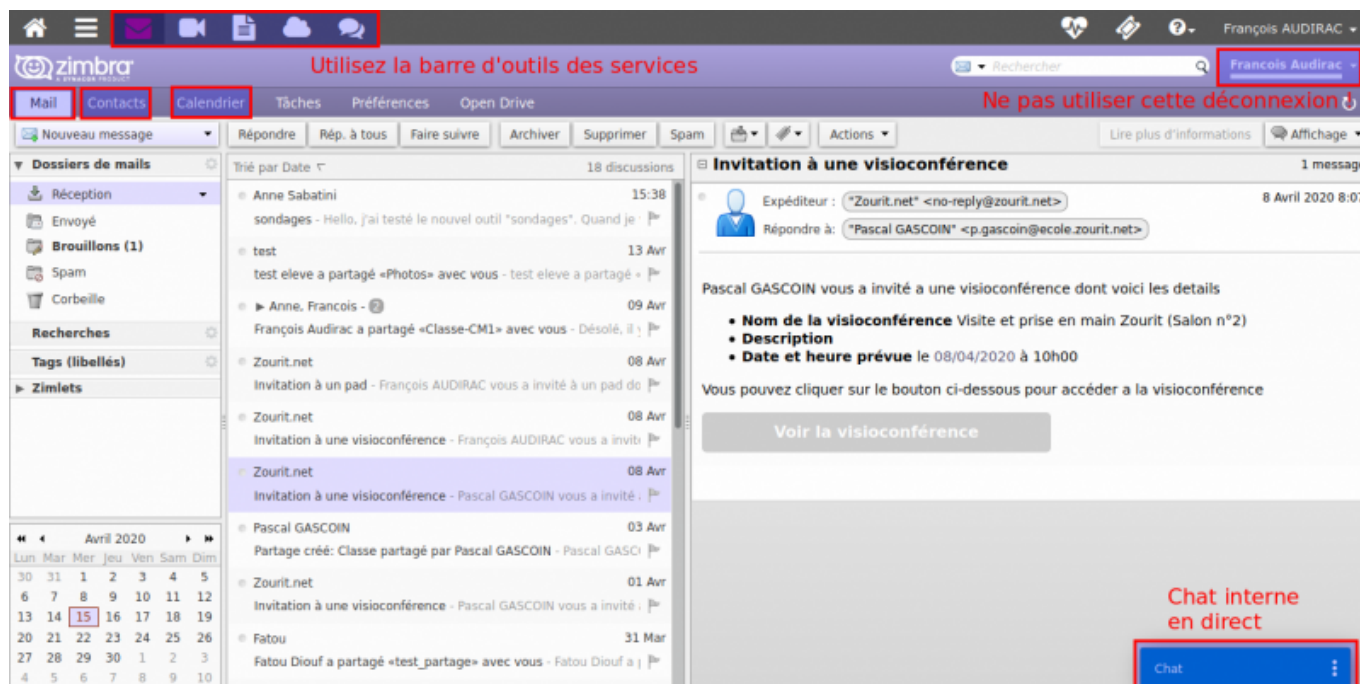 François AUDIRAC
zimbra
A SYNACOR PRODUCT
Utilisez la barre d'outils des services
Rechercher
Francois Audirac
Mail Contacts Calendrier Tâches Préférences Open Drive
Ne pas utiliser cette déconnexion !
Nouveau message Répondre Rép. à tous Faire suivre Archiver Supprimer Spam Actions Lire plus d'informations Affichage
Dossiers de mails
Réception
Envoyé
Brouillons (1)
Spam
Corbeille
Recherches
Tags (libellés)
Zimlets
Avril 2020
Lun Mar Mer Jeu Ven Sam Dim
30 31 1 2 3 4 5
6 7 8 9 10 11 12
13 14 15 16 17 18 19
20 21 22 23 24 25 26
27 28 29 30 1 2 3
4 5 6 7 8 9 10
Trié par Date 18 discussions
Anne Sabatini 15:38
sondages - Hello, j'ai testé le nouvel outil "sondages". Quand je
test 13 Avr
test eleve a partagé «Photos» avec vous - test eleve a partagé «
Anne, Francois - 2 09 Avr
François Audirac a partagé «Classe-CM1» avec vous - Désolé, il y
Zourit.net 08 Avr
Invitation à un pad - François AUDIRAC vous a invité à un pad do
Zourit.net 08 Avr
Invitation à une visioconférence - François AUDIRAC vous a invité
Zourit.net 08 Avr
Invitation à une visioconférence - Pascal GASCOIN vous a invité
Pascal GASCOIN 03 Avr
Partage créé: Classe partagé par Pascal GASCOIN - Pascal GASCO
Zourit.net 01 Avr
Invitation à une visioconférence - Pascal GASCOIN vous a invité
Fatou 31 Mar
Fatou Diouf a partagé «test_partage» avec vous - Fatou Diouf a
Invitation à une visioconférence 1 messag
Expéditeur : "Zourit.net" <no-reply@zourit.net> 8 Avril 2020 8:07
Répondre à: "Pascal GASCOIN" <p.gascoin@ecole.zourit.net>
Pascal GASCOIN vous a invité a une visioconférence dont voici les details
• Nom de la visioconférence Visite et prise en main Zourit (Salon n°2)
• Description
• Date et heure prévue le 08/04/2020 à 10h00
Vous pouvez cliquer sur le bouton ci-dessous pour accéder a la visioconférence
Voir la visioconférence
Chat interne
en direct
Chat